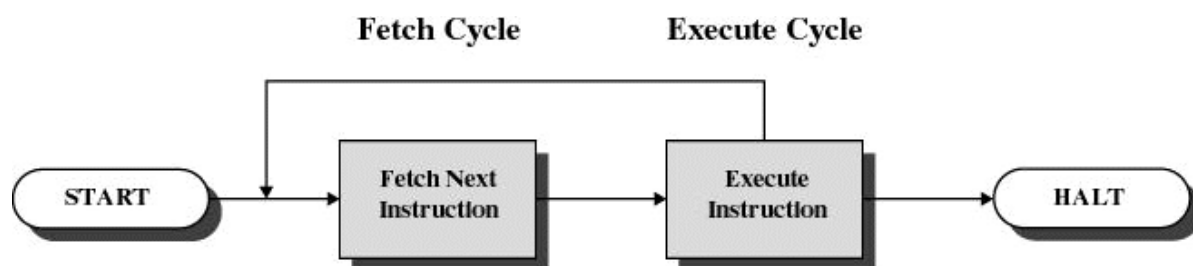 Fetch Cycle
Execute Cycle
START
Fetch Next
Instruction
Execute
Instruction
HALT